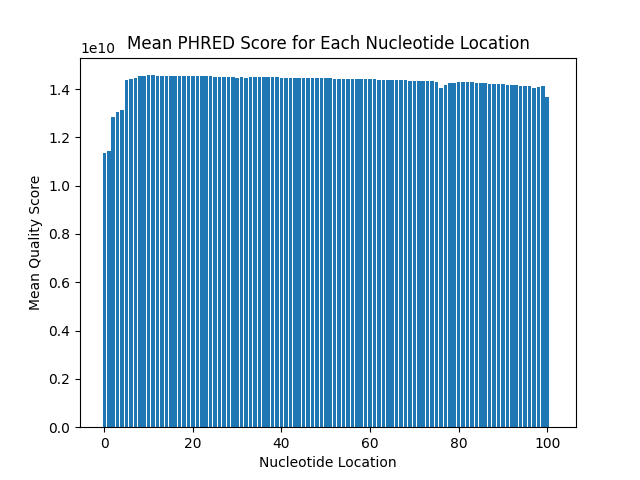 Mean PHRED Score for Each Nucleotide Location
1e10
1.4
1.2
1.0
0.8
0.6
0.4
0.2
0.0
Mean Quality Score
0 20 40 60 80 100
Nucleotide Location